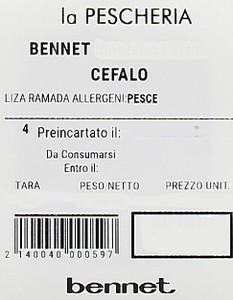 la PESCHERIA
BENNET
CEFALO
LIZA RAMADA ALLERGENI:PESCE
4 Preincartato il:
Da Consumarsi
Entro il:
TARA PESO NETTO PREZZO UNIT.
2 140040 000597
bennet